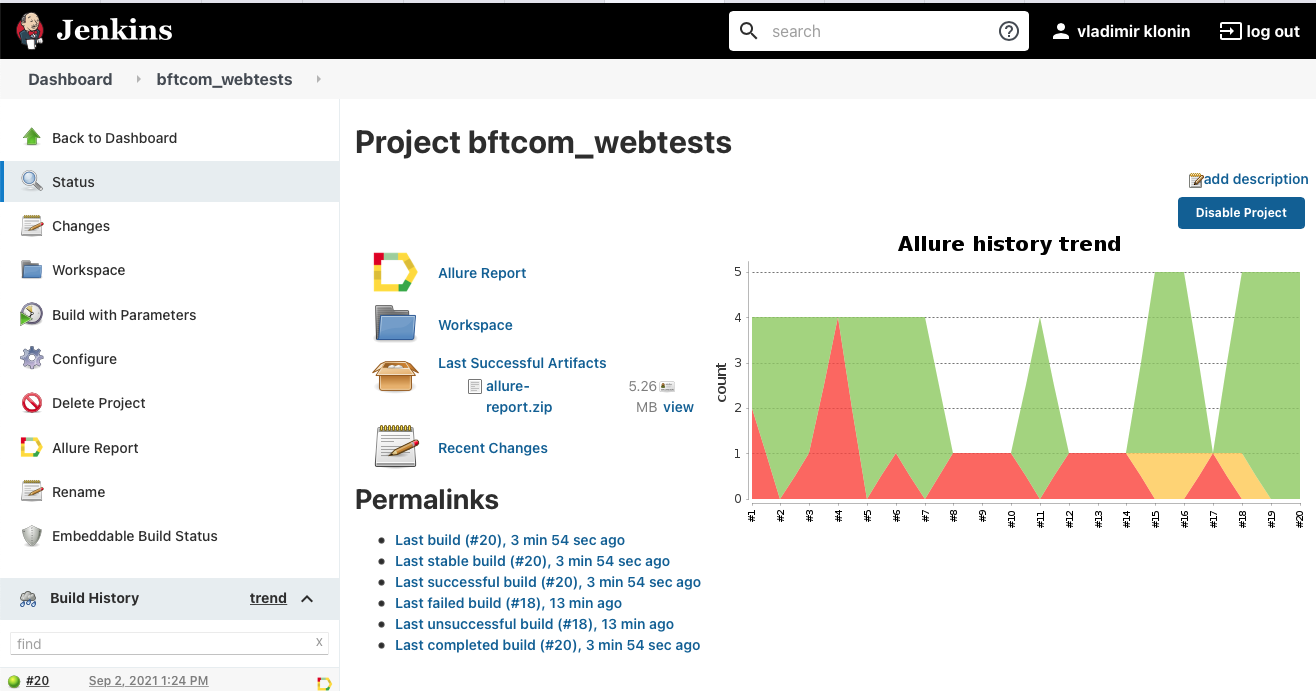 Jenkins
search
vladimir klonin
log out
Dashboard
bftcom_webtests
Back to Dashboard
Status
Changes
Workspace
Build with Parameters
Configure
Delete Project
Allure Report
Rename
Embeddable Build Status
Build History
trend
find
X
#20
Sep 2, 2021 1:24 PM
Project bftcom_webtests
add description
Disable Project
Allure Report
Workspace
Last Successful Artifacts
allure-
report.zip
5.26
MB view
Recent Changes
Allure history trend
count
5
4
3
2
1
0
#1
#2
#3
#4
#5
#6
#7
#8
#9
#10
#11
#12
#13
#14
#15
#16
#17
#18
#19
#20
Permalinks
Last build (#20), 3 min 54 sec ago
Last stable build (#20), 3 min 54 sec ago
Last successful build (#20), 3 min 54 sec ago
Last failed build (#18), 13 min ago
Last unsuccessful build (#18), 13 min ago
Last completed build (#20), 3 min 54 sec ago